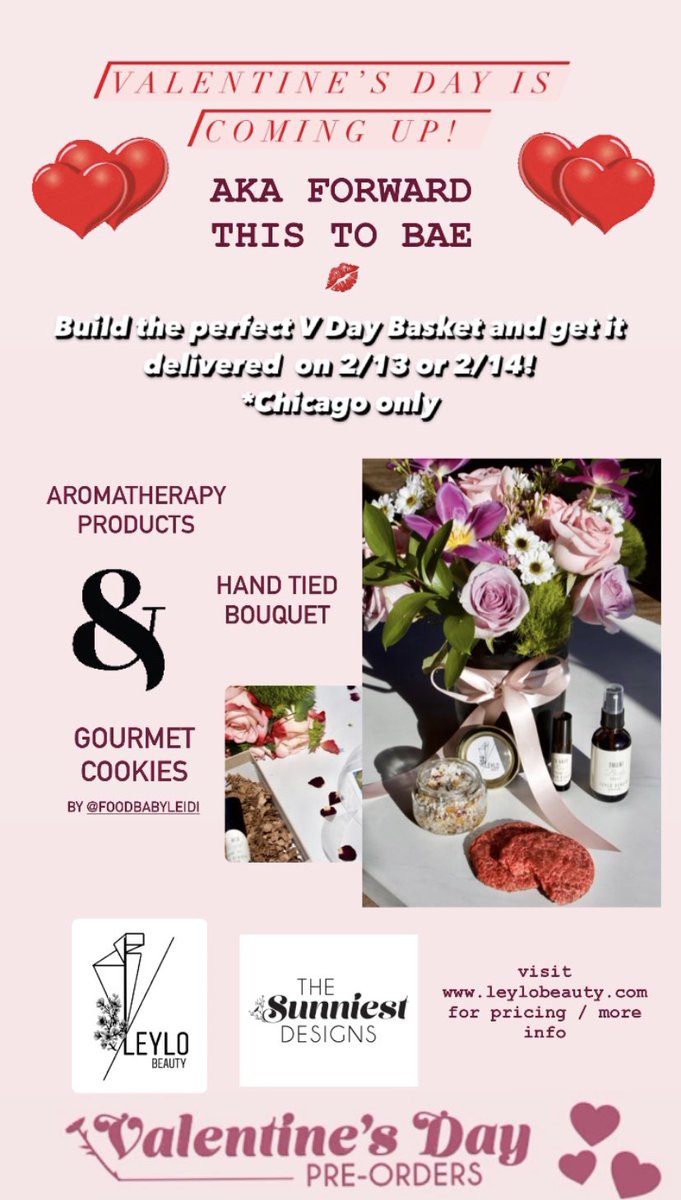 VALENTINE'S DAY IS
COMING UP!
AKA FORWARD
THIS TO BAE
Build the perfect V Day Basket and get it
delivered on 2/13 or 2/14!
*Chicago only
AROMATHERAPY
PRODUCTS
&
HAND TIED
BOUQUET
GOURMET
COOKIES
BY @FOODBABYLEIDI
LEYLO
LEYLO
BEAUTY
THE
Sunniest
DESIGNS
visit
www.leylobeauty.com
for pricing / more
info
Valentine's Day
PRE-ORDERS